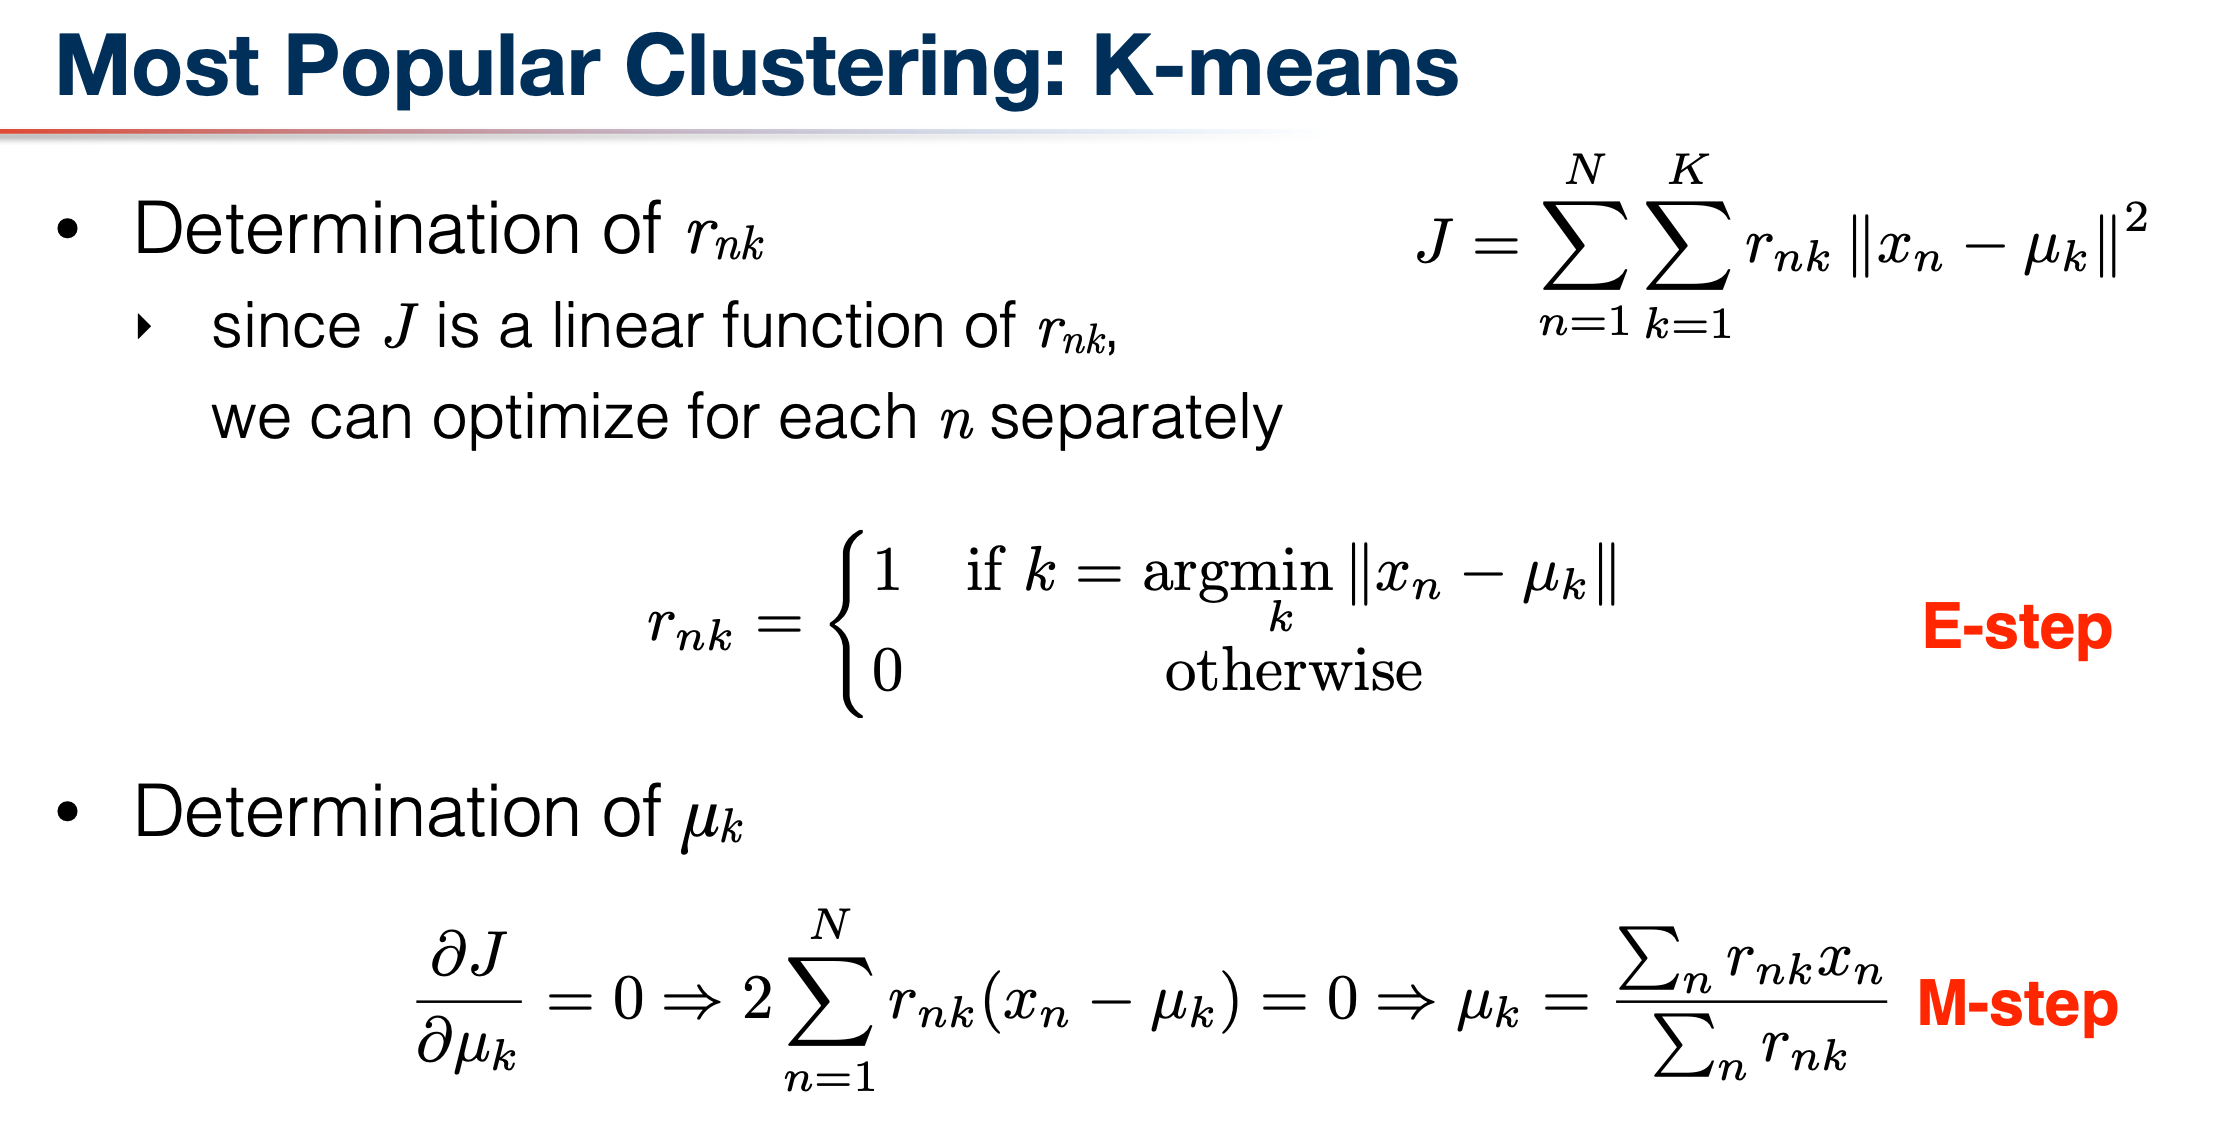 Most Popular Clustering: K-means
• Determination of $r_{nk}$
$J = \sum_{n=1}^{N} \sum_{k=1}^{K} r_{nk} \|x_n - \mu_k\|^2$
‣ since $J$ is a linear function of $r_{nk}$,
we can optimize for each $n$ separately
$r_{nk} = \begin{cases} 1 & \text{if } k = \underset{k}{\operatorname{argmin}} \|x_n - \mu_k\| \\ 0 & \text{otherwise} \end{cases}$
E-step
• Determination of $\mu_k$
$\frac{\partial J}{\partial \mu_k} = 0 \Rightarrow 2 \sum_{n=1}^{N} r_{nk}(x_n - \mu_k) = 0 \Rightarrow \mu_k = \frac{\sum_n r_{nk} x_n}{\sum_n r_{nk}}$ M-step